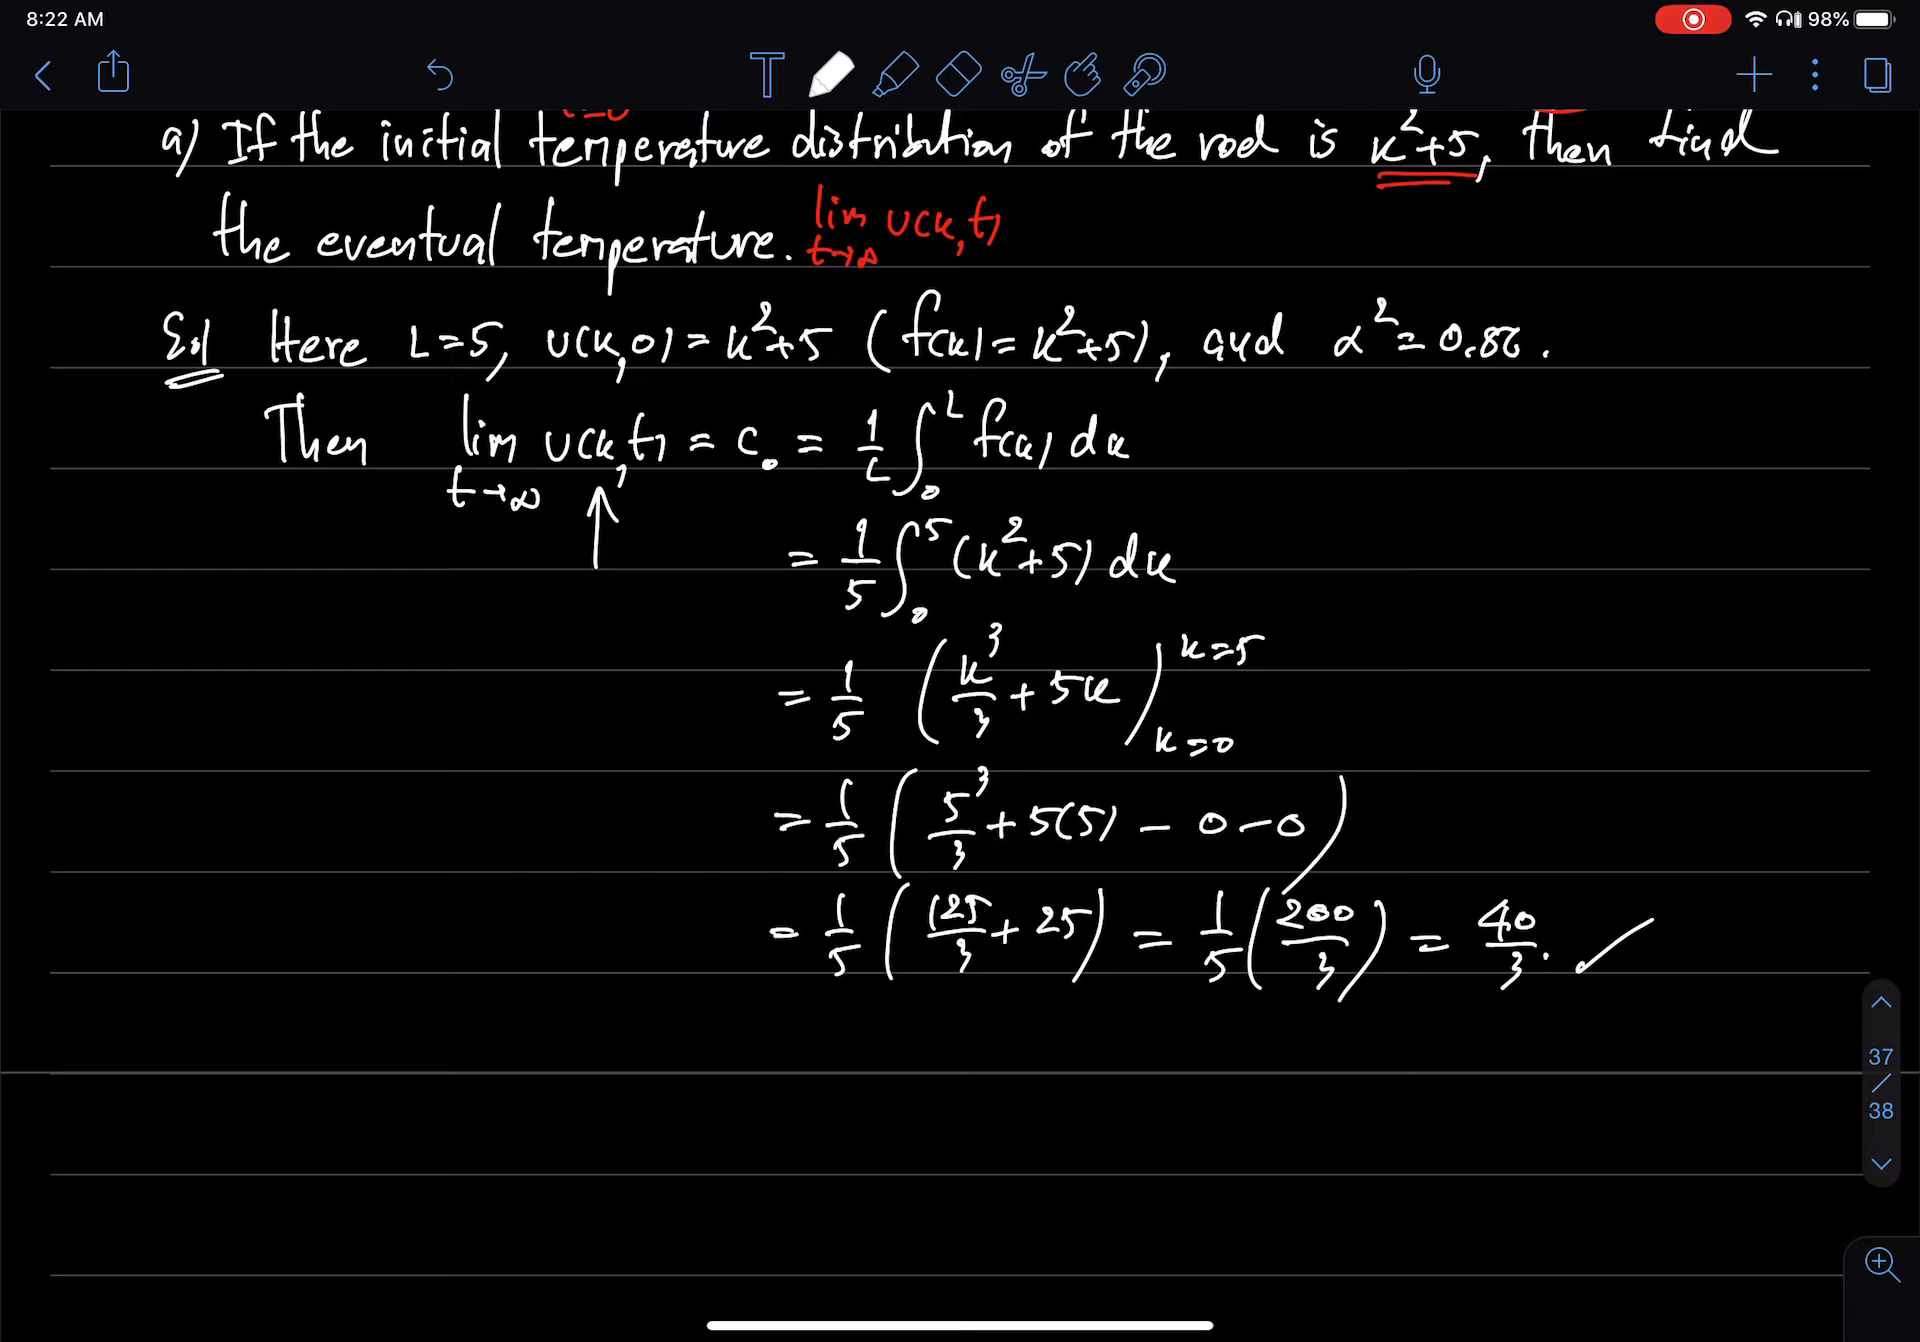 8:22 AM
98%
T
a) If the initial temperature distribution of the rod is x²+5, then find
the eventual temperature. lim t→∞ u(x,t)
Sol Here L=5, u(x,0)=x²+5 (f(x)=x²+5), and α²=0.86.
Then lim t→∞ u(x,t) = c₀ = 1/L ∫₀^L f(x) dx
= 1/5 ∫₀^5 (x²+5) dx
= 1/5 (x³/3 + 5x) x=5 x=0
= 1/5 (5³/3 + 5(5) - 0 - 0)
= 1/5 (125/3 + 25) = 1/5 (200/3) = 40/3.
37
/
38